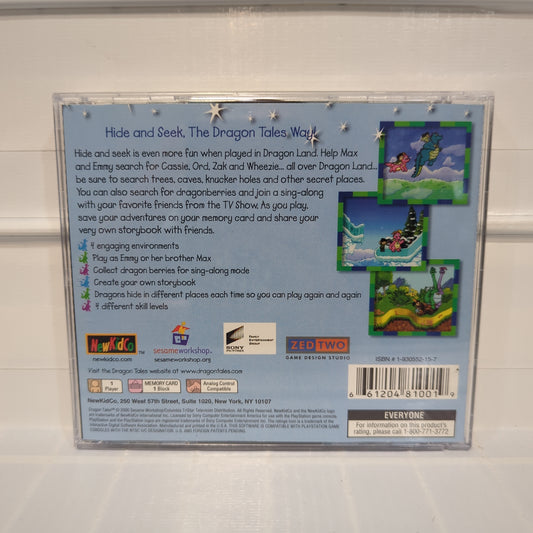 Hide and Seek, The Dragon Tales Way!
Hide and seek is even more fun when played in Dragon Land. Help Max
and Emmy search for Cassie, Ord, Zak and Wheezie... all over Dragon Land...
be sure to search trees, caves, knucker holes and other secret places.
You can also search for dragonberries and join a sing-along
with your favorite friends from the TV Show. As you play,
save your adventures on your memory card and share your
very own storybook with friends.
4 engaging environments
Play as Emmy or her brother Max
Collect dragon berries for sing-along mode
Create your own storybook
Dragons hide in different places each time so you can play again and again
4 different skill levels
NewKidCo
newkidco.com
sesameworkshop.
sesameworkshop.org
SONY
PICTURES
Family
Entertainment
Group
ZED TWO
GAME DESIGN STUDIO
ISBN # 1-930552-15-7
Visit the Dragon Tales website at www.dragontales.com
1
Player
MEMORY CARD
1 Block
Analog Control
Compatible
NewKidCo, 250 West 57th Street, Suite 1020, New York, NY 10107
6 61204 81001 9
EVERYONE
For information on this product's
rating, please call 1-800-771-3772